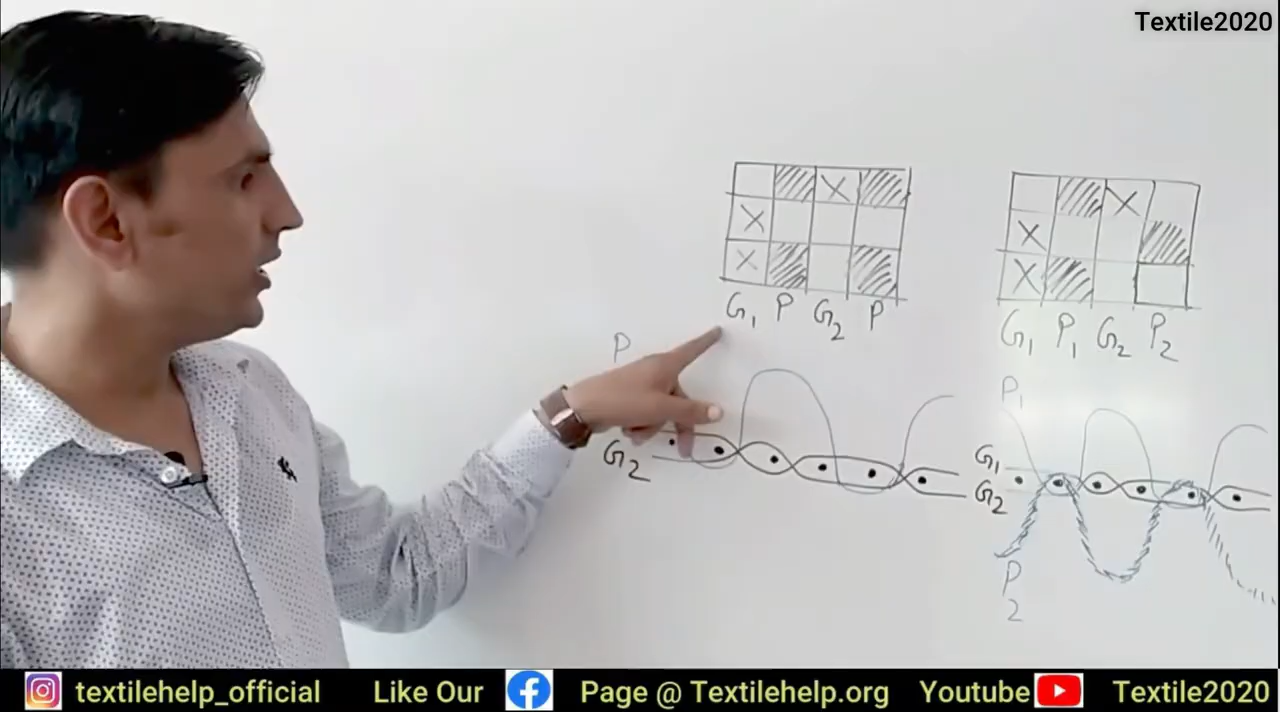 Textile2020
X
X
X
G1 P G2 P
X
X
X
G1 P1 G2 P2
P
G2
P1
G1
G2
P
2
textilehelp_official Like Our Page @ Textilehelp.org Youtube Textile2020